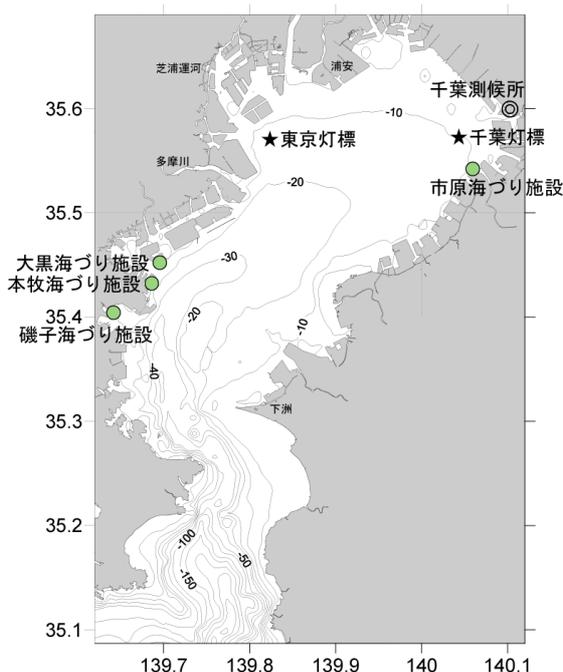 芝浦運河
浦安
千葉測候所
35.6
-10
★東京灯標
★千葉灯標
多摩川
-20
市原海づり施設
35.5
大黒海づり施設
-30
本牧海づり施設
-20
35.4
-10
磯子海づり施設
-40
下洲
35.3
35.2
-100
-50
-150
35.1
139.7
139.8
139.9
140
140.1